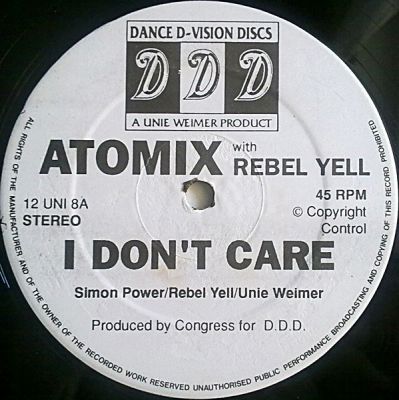 DANCE D-VISION DISCS
D D D
A UNIE WEIMER PRODUCT
ATOMIX with REBEL YELL
12 UNI 8A
STEREO
45 RPM
© Copyright
Control
I DON'T CARE
Simon Power/Rebel Yell/Unie Weimer
Produced by Congress for D.D.D.
ALL RIGHTS OF THE MANUFACTURER AND OF THE OWNER OF THE RECORDED WORK RESERVED UNAUTHORISED PUBLIC PERFORMANCE BROADCASTING AND COPYING OF THIS RECORD PROHIBITED